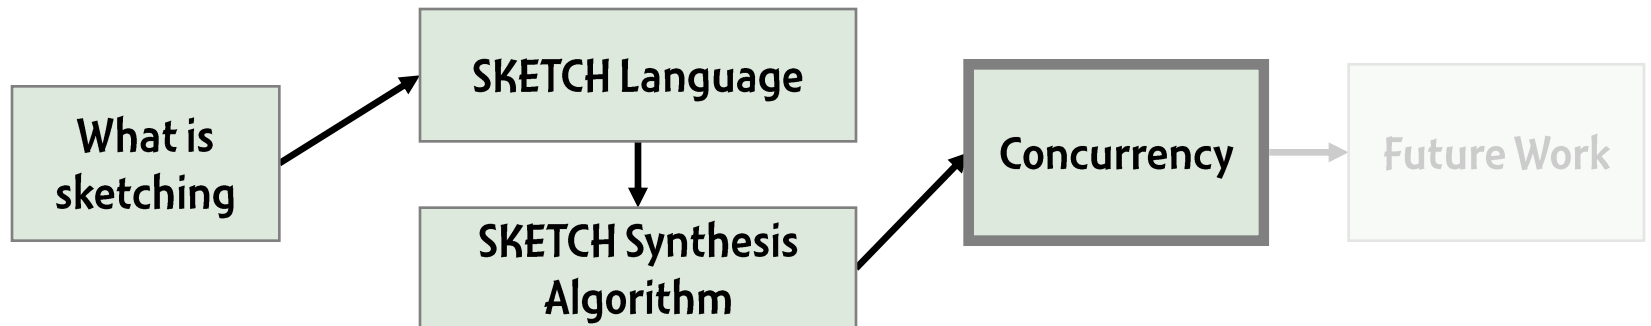 What is
sketching
SKETCH Language
SKETCH Synthesis
Algorithm
Concurrency
Future Work